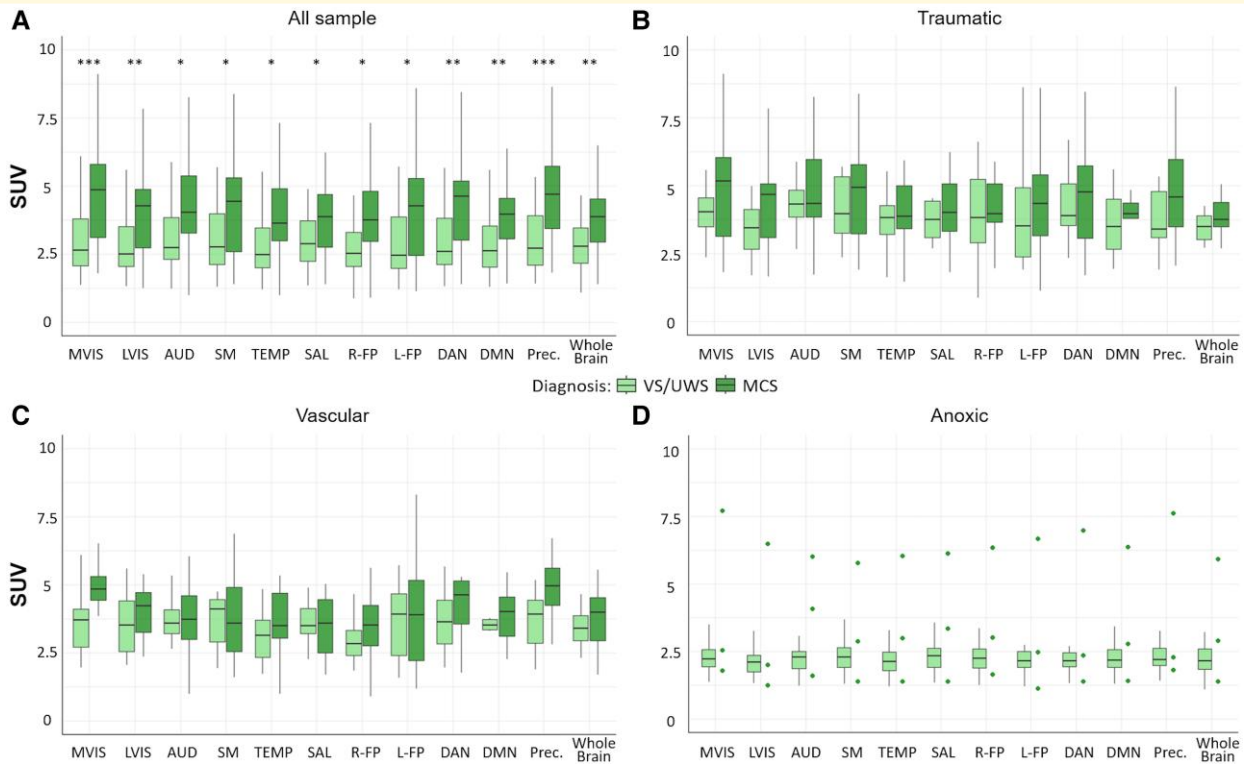 A
All sample
SUV
10
7.5
5
2.5
0
*** ** * * * * * * ** ** *** **
MVIS LVIS AUD SM TEMP SAL R-FP L-FP DAN DMN Prec. Whole
Brain
B
Traumatic
10
7.5
5
2.5
0
MVIS LVIS AUD SM TEMP SAL R-FP L-FP DAN DMN Prec. Whole
Brain
Diagnosis: VS/UWS MCS
C
Vascular
SUV
10
7.5
5
2.5
0
MVIS LVIS AUD SM TEMP SAL R-FP L-FP DAN DMN Prec. Whole
Brain
D
Anoxic
10
7.5
5
2.5
0
MVIS LVIS AUD SM TEMP SAL R-FP L-FP DAN DMN Prec. Whole
Brain